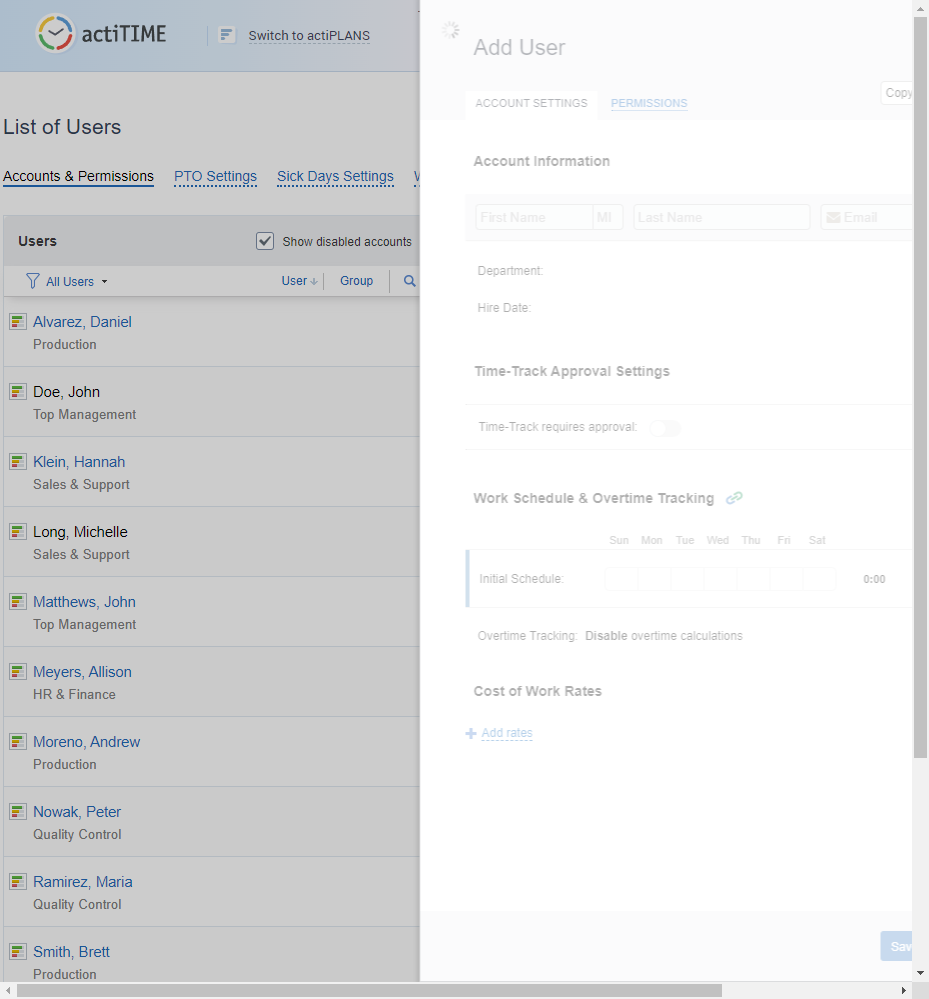 actiTIME
Switch to actiPLANS
Add User
ACCOUNT SETTINGS
PERMISSIONS
Copy
List of Users
Accounts & Permissions
PTO Settings
Sick Days Settings
Account Information
First Name
MI
Last Name
Email
Users
Show disabled accounts
All Users
User
Group
Department:
Hire Date:
Alvarez, Daniel
Production
Doe, John
Top Management
Klein, Hannah
Sales & Support
Long, Michelle
Sales & Support
Matthews, John
Top Management
Meyers, Allison
HR & Finance
Moreno, Andrew
Production
Nowak, Peter
Quality Control
Ramirez, Maria
Quality Control
Smith, Brett
Production
Time-Track Approval Settings
Time-Track requires approval:
Work Schedule & Overtime Tracking
Sun Mon Tue Wed Thu Fri Sat
Initial Schedule:
0:00
Overtime Tracking: Disable overtime calculations
Cost of Work Rates
Add rates